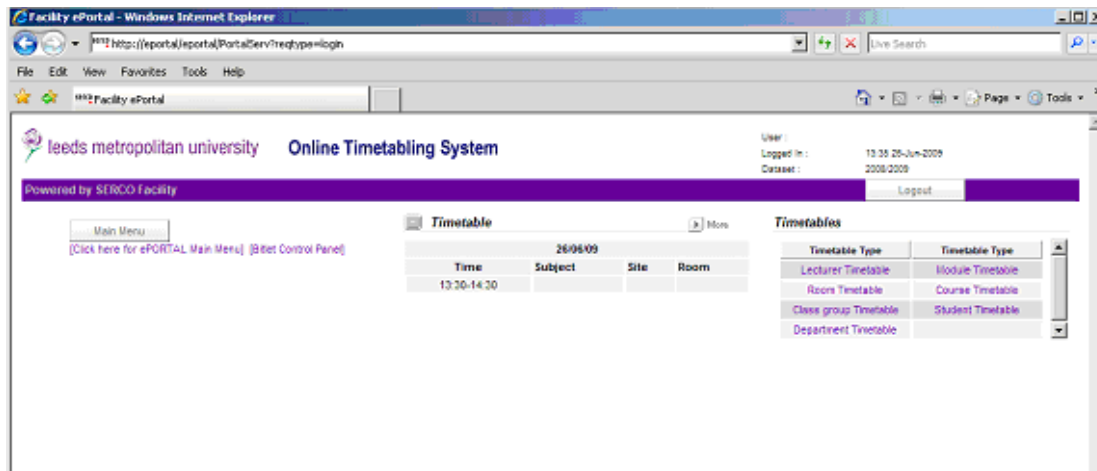 Facility ePortal - Windows Internet Explorer
http://eportal/eportal/PortalServ?reqtype=login
Live Search
File Edit View Favorites Tools Help
Facility ePortal
Page Tools
leeds metropolitan university Online Timetabling System
User :
Logged In : 13:35 26-Jun-2009
Dataset : 2008/2009
Powered by SERCO Facility Logout
Main Menu
[Click here for ePORTAL Main Menu] [Bitlet Control Panel]
Timetable More
26/06/09
Time Subject Site Room
13:30-14:30
Timetables
Timetable Type Timetable Type
Lecturer Timetable Module Timetable
Room Timetable Course Timetable
Class group Timetable Student Timetable
Department Timetable